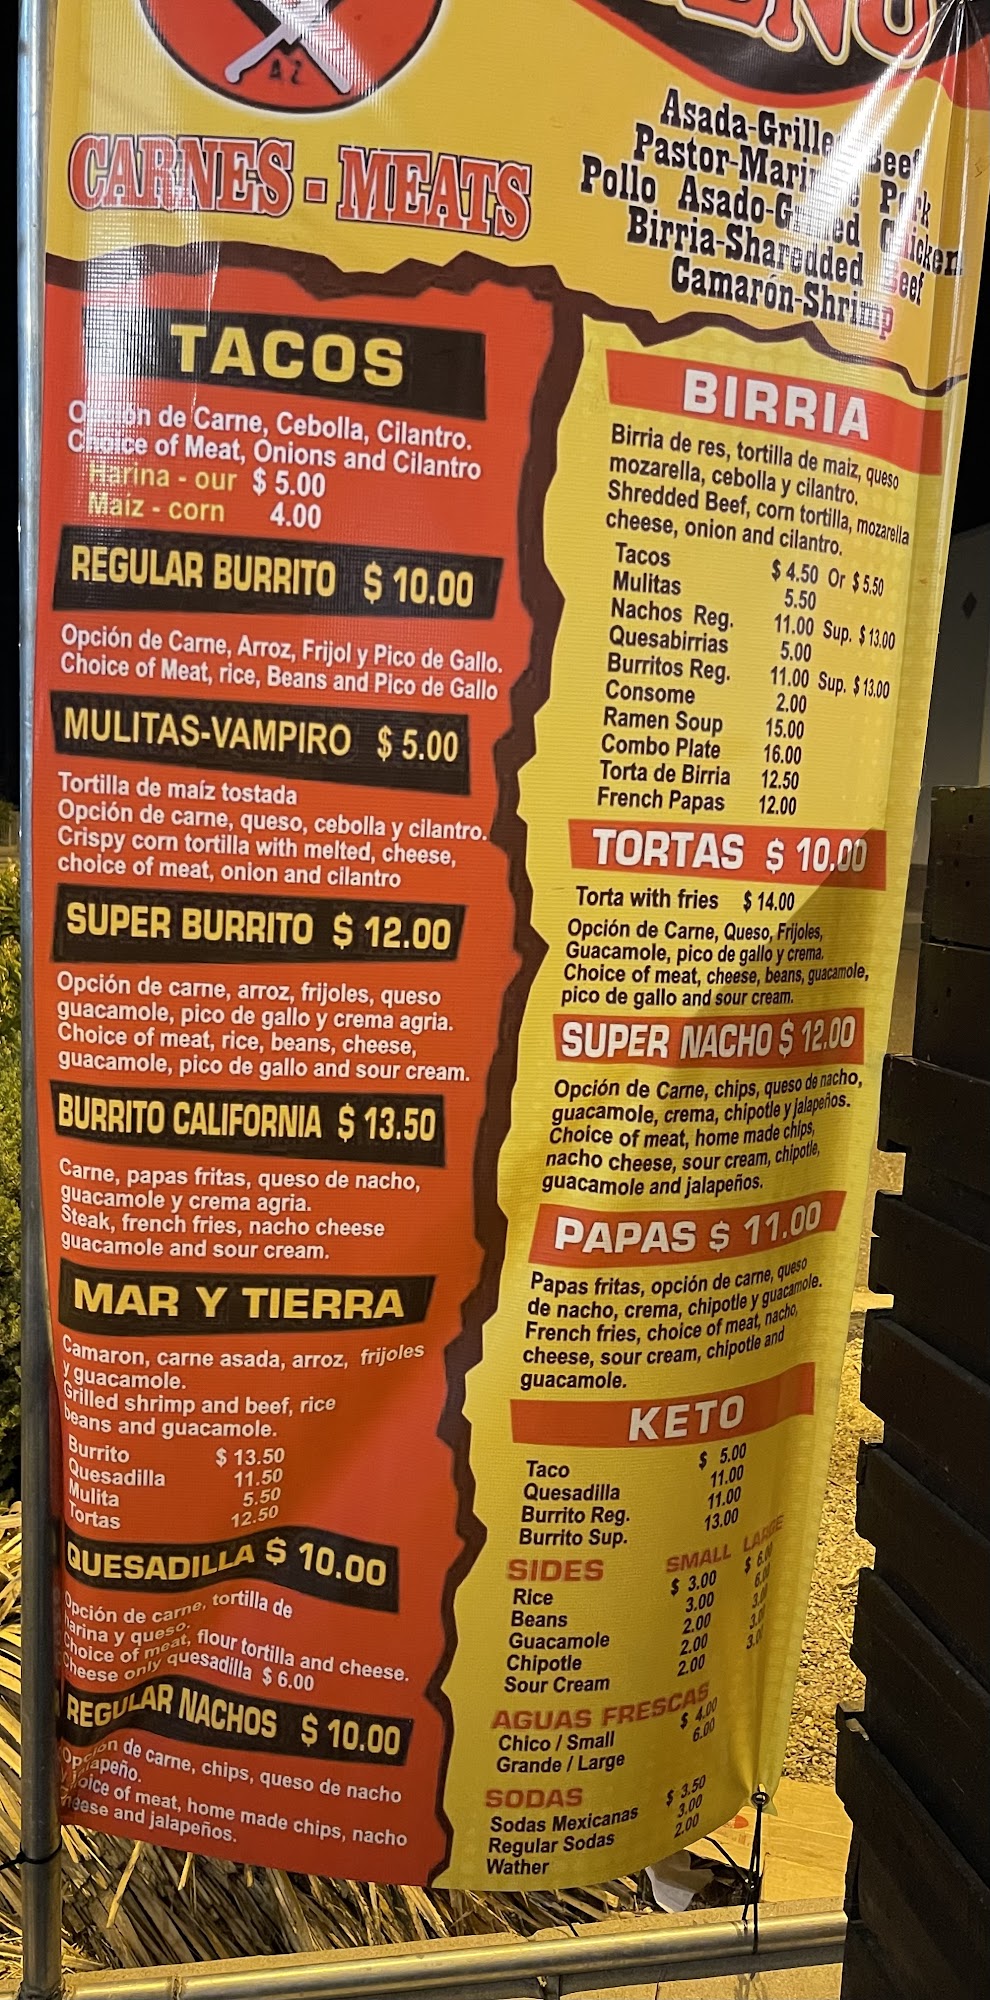 AZ
CARNES - MEATS
Asada-Grilled Beef
Pastor-Marinate Pork
Pollo Asado-Grilled Chicken
Birria-Sharedded Beef
Camarón-Shrimp
TACOS
Opción de Carne, Cebolla, Cilantro.
Choice of Meat, Onions and Cilantro
Harina - our $ 5.00
Maíz - corn 4.00
REGULAR BURRITO $ 10.00
Opción de Carne, Arroz, Frijol y Pico de Gallo.
Choice of Meat, rice, Beans and Pico de Gallo
MULITAS-VAMPIRO $ 5.00
Tortilla de maíz tostada
Opción de carne, queso, cebolla y cilantro.
Crispy corn tortilla with melted, cheese,
choice of meat, onion and cilantro
SUPER BURRITO $ 12.00
Opción de carne, arroz, frijoles, queso
guacamole, pico de gallo y crema agria.
Choice of meat, rice, beans, cheese,
guacamole, pico de gallo and sour cream.
BURRITO CALIFORNIA $ 13.50
Carne, papas fritas, queso de nacho,
guacamole y crema agria.
Steak, french fries, nacho cheese
guacamole and sour cream.
MAR Y TIERRA
Camaron, carne asada, arroz, frijoles
y guacamole.
Grilled shrimp and beef, rice
beans and guacamole.
Burrito $ 13.50
Quesadilla 11.50
Mulita 5.50
Tortas 12.50
QUESADILLA $ 10.00
Opción de carne, tortilla de
harina y queso.
Choice of meat, flour tortilla and cheese.
Cheese only quesadilla $ 6.00
REGULAR NACHOS $ 10.00
Opción de carne, chips, queso de nacho
y jalapeño.
Choice of meat, home made chips, nacho
cheese and jalapeños.
BIRRIA
Birria de res, tortilla de maiz, queso
mozarella, cebolla y cilantro.
Shredded Beef, corn tortilla, mozarella
cheese, onion and cilantro.
Tacos $ 4.50 Or $ 5.50
Mulitas 5.50
Nachos Reg. 11.00 Sup. $ 13.00
Quesabirrias 5.00
Burritos Reg. 11.00 Sup. $ 13.00
Consome 2.00
Ramen Soup 15.00
Combo Plate 16.00
Torta de Birria 12.50
French Papas 12.00
TORTAS $ 10.00
Torta with fries $ 14.00
Opción de Carne, Queso, Frijoles,
Guacamole, pico de gallo y crema.
Choice of meat, cheese, beans, guacamole,
pico de gallo and sour cream.
SUPER NACHO $ 12.00
Opción de Carne, chips, queso de nacho,
guacamole, crema, chipotle y jalapeños.
Choice of meat, home made chips,
nacho cheese, sour cream, chipotle,
guacamole and jalapeños.
PAPAS $ 11.00
Papas fritas, opción de carne, queso
de nacho, crema, chipotle y guacamole.
French fries, choice of meat, nacho,
cheese, sour cream, chipotle and
guacamole.
KETO
Taco $ 5.00
Quesadilla 11.00
Burrito Reg. 11.00
Burrito Sup. 13.00
SIDES SMALL LARGE
Rice $ 3.00 $ 6.00
Beans 3.00 6.00
Guacamole 2.00 3.00
Chipotle 2.00 3.00
Sour Cream 2.00 3.00
AGUAS FRESCAS
Chico / Small $ 4.00
Grande / Large 6.00
SODAS
Sodas Mexicanas $ 3.50
Regular Sodas 3.00
Wather 2.00